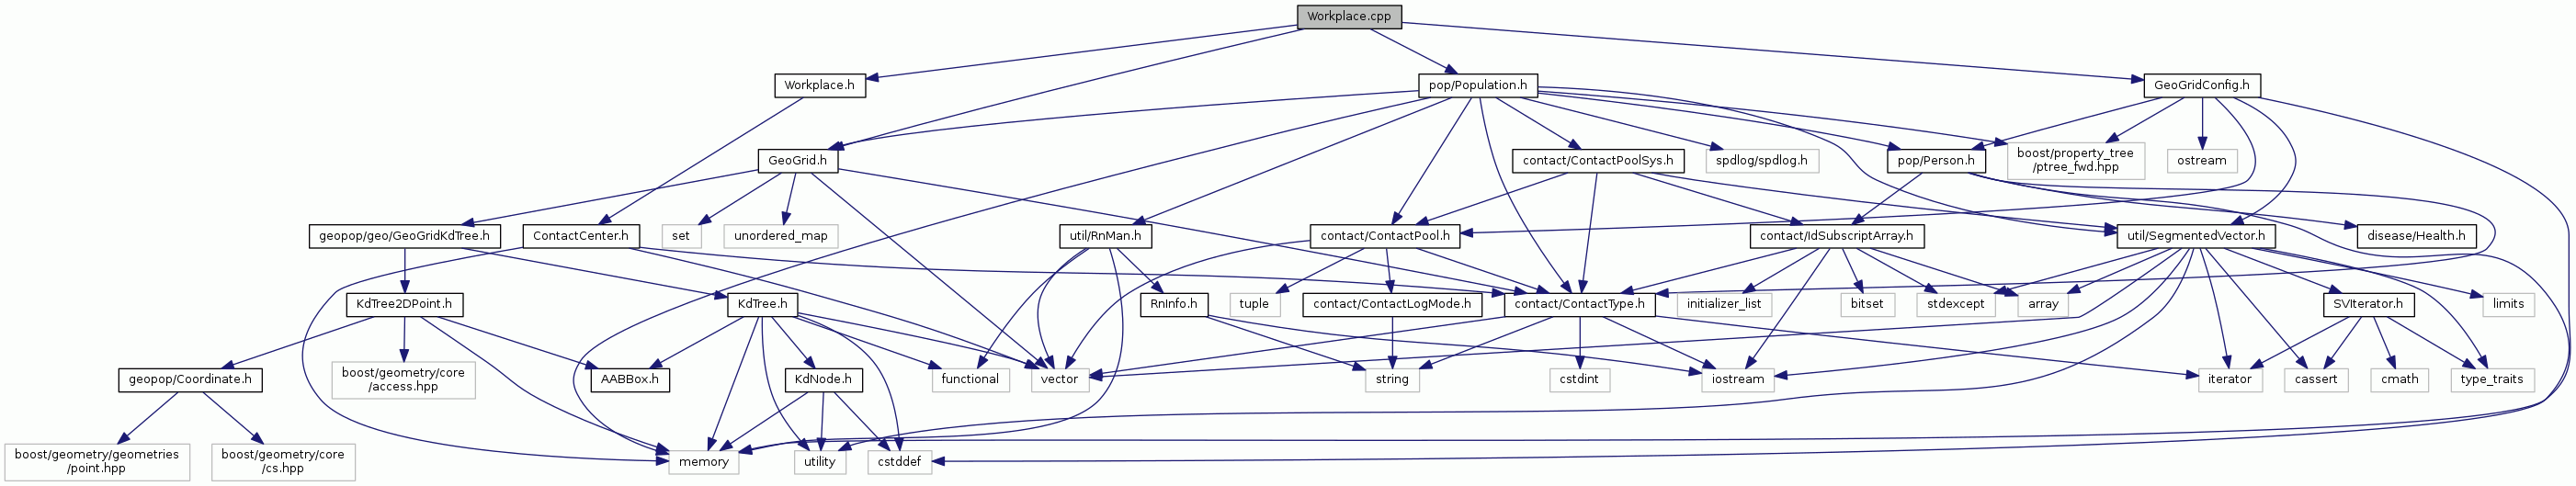 Workplace.cpp
Workplace.h
pop/Population.h
GeoGridConfig.h
GeoGrid.h
contact/ContactPoolSys.h
spdlog/spdlog.h
pop/Person.h
boost/property_tree
/ptree_fwd.hpp
ostream
geopop/geo/GeoGridKdTree.h
ContactCenter.h
set
unordered_map
util/RnMan.h
contact/ContactPool.h
contact/IdSubscriptArray.h
util/SegmentedVector.h
disease/Health.h
KdTree2DPoint.h
KdTree.h
RnInfo.h
tuple
contact/ContactLogMode.h
contact/ContactType.h
initializer_list
bitset
stdexcept
array
SVIterator.h
limits
geopop/Coordinate.h
boost/geometry/core
/access.hpp
AABBox.h
KdNode.h
functional
vector
string
cstdint
iostream
iterator
cassert
cmath
type_traits
boost/geometry/geometries
/point.hpp
boost/geometry/core
/cs.hpp
memory
utility
cstddef